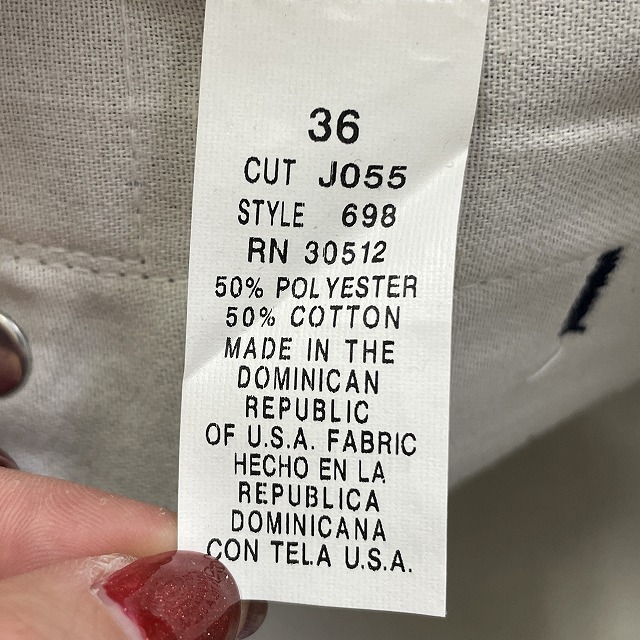 36
CUT J055
STYLE 698
RN 30512
50% POLYESTER
50% COTTON
MADE IN THE
DOMINICAN
REPUBLIC
OF U.S.A. FABRIC
HECHO EN LA
REPUBLICA
DOMINICANA
CON TELA U.S.A.